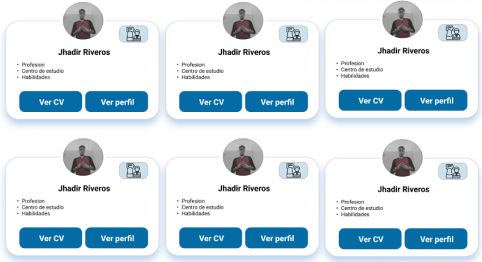 Jhadir Riveros
• Profesion
• Centro de estudio
• Habilidades
Ver CV Ver perfil
Jhadir Riveros
• Profesion
• Centro de estudio
• Habilidades
Ver CV Ver perfil
Jhadir Riveros
• Profesion
• Centro de estudio
• Habilidades
Ver CV Ver perfil
Jhadir Riveros
• Profesion
• Centro de estudio
• Habilidades
Ver CV Ver perfil
Jhadir Riveros
• Profesion
• Centro de estudio
• Habilidades
Ver CV Ver perfil
Jhadir Riveros
• Profesion
• Centro de estudio
• Habilidades
Ver CV Ver perfil